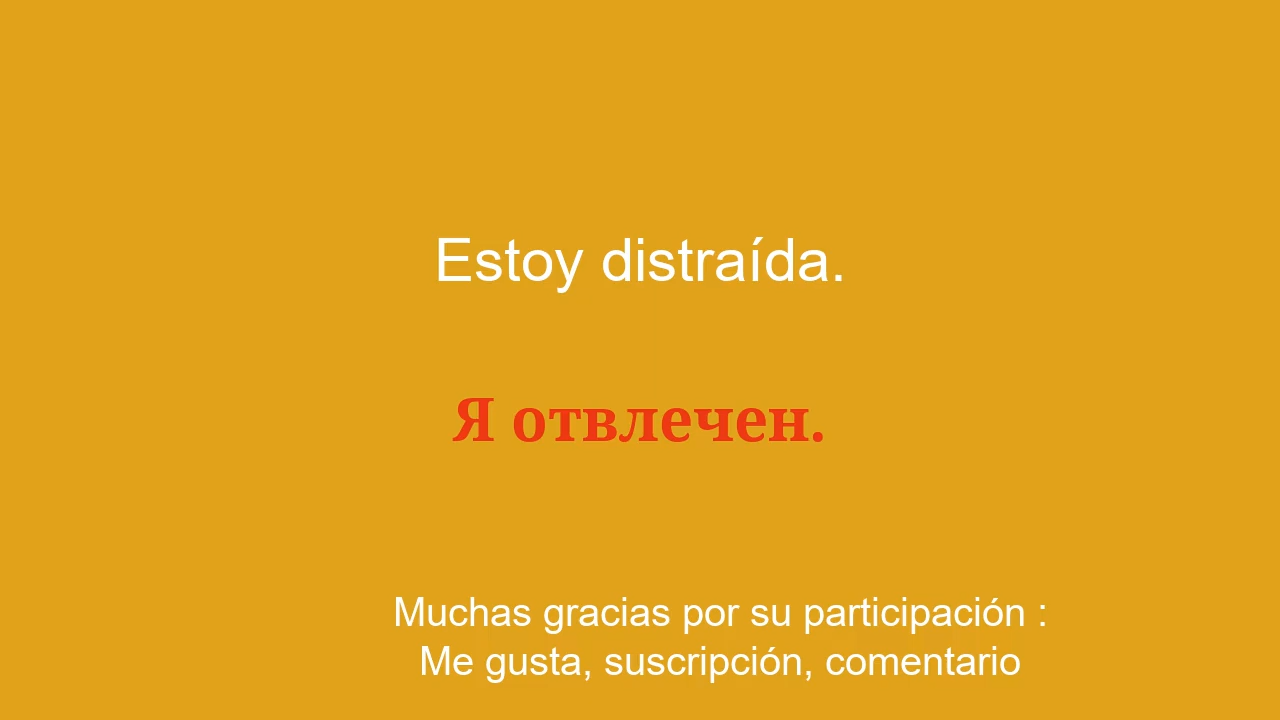 Estoy distraída.
Я отвлечен.
Muchas gracias por su participación :
Me gusta, suscripción, comentario